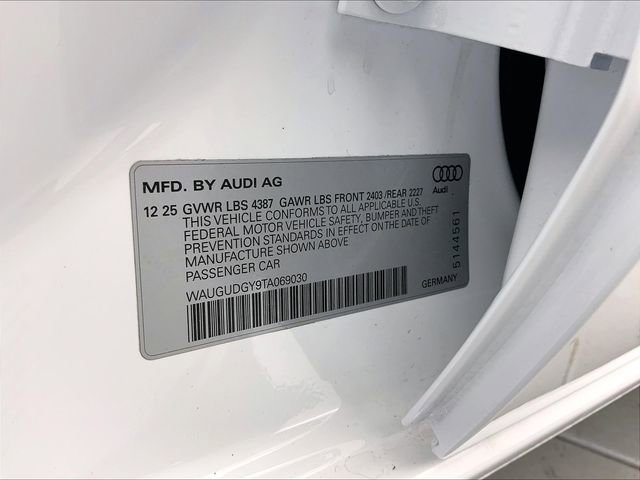 MFD. BY AUDI AG
12 25 GVWR LBS 4387 GAWR LBS FRONT 2403 /REAR 2227
THIS VEHICLE CONFORMS TO ALL APPLICABLE U.S.
FEDERAL MOTOR VEHICLE SAFETY, BUMPER AND THEFT
PREVENTION STANDARDS IN EFFECT ON THE DATE OF
MANUFACTURE SHOWN ABOVE
PASSENGER CAR
WAUGUDGY9TA069030
Audi
5144561
GERMANY